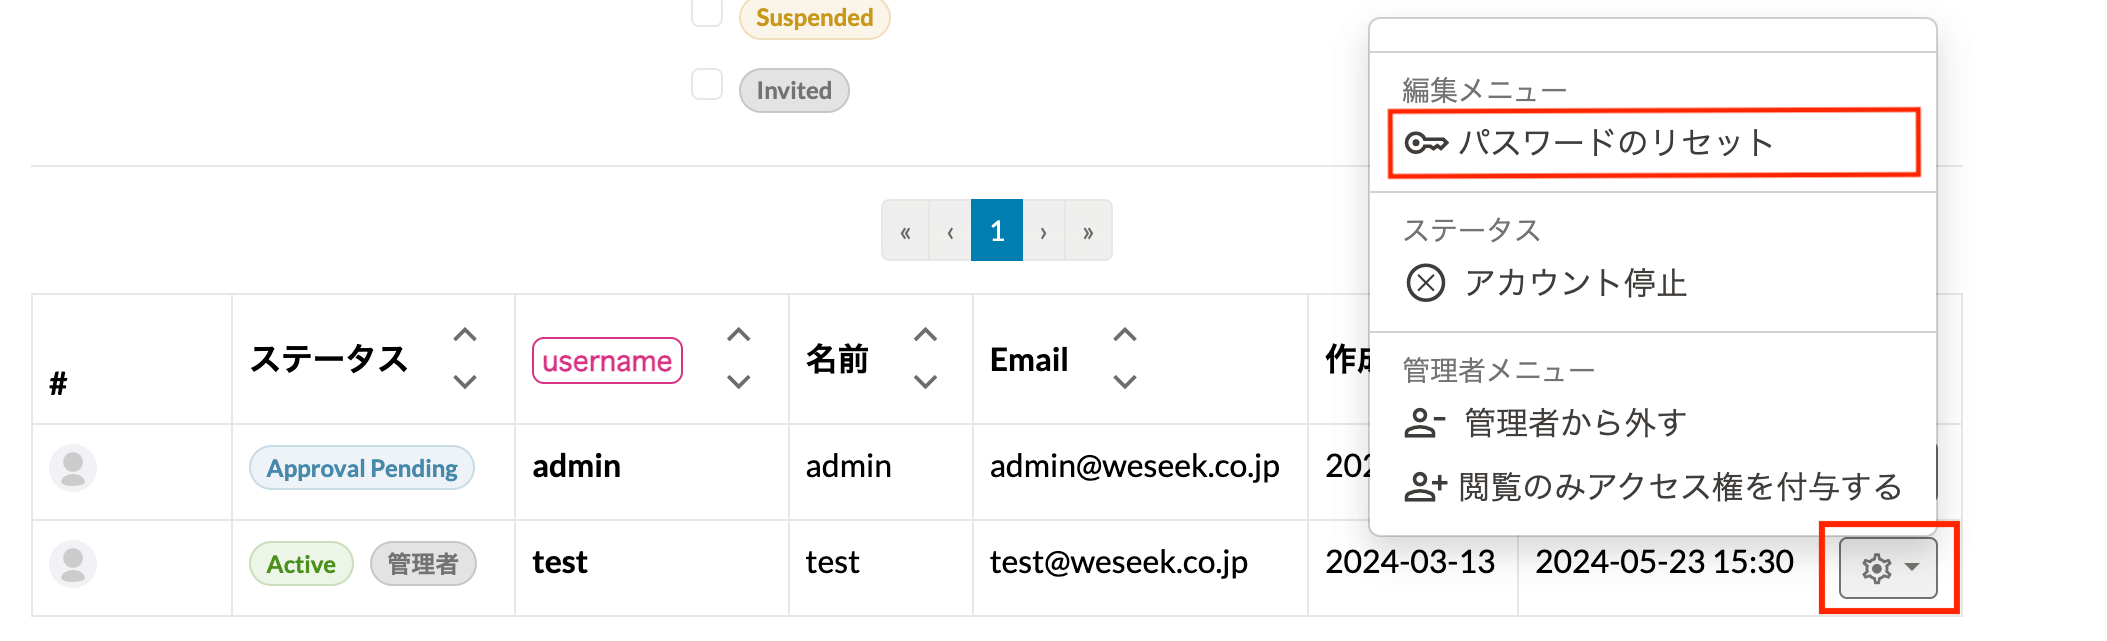 Suspended
Invited
編集メニュー
パスワードのリセット
ステータス
アカウント停止
管理者メニュー
管理者から外す
閲覧のみアクセス権を付与する
« ‹ 1 › »
# ステータス username 名前 Email 作成
Approval Pending admin admin admin@weseek.co.jp 202
Active 管理者 test test test@weseek.co.jp 2024-03-13 2024-05-23 15:30